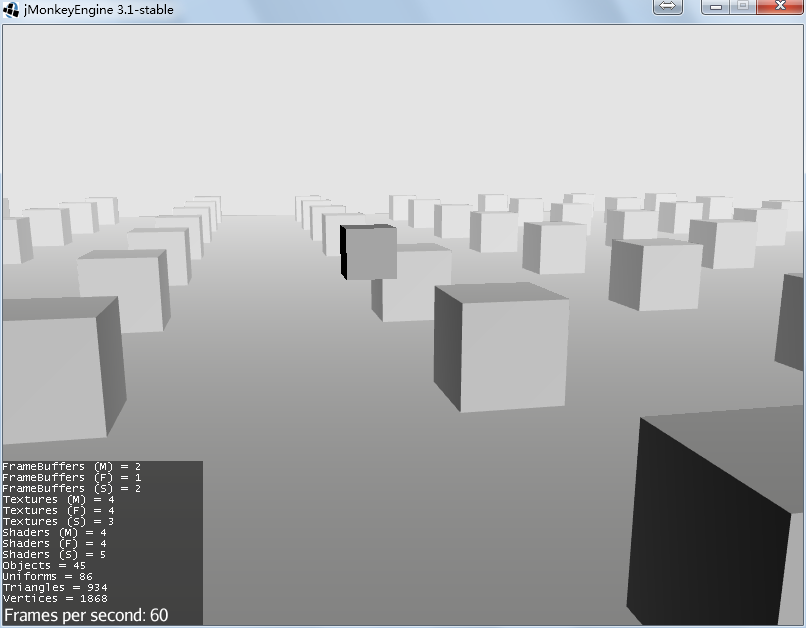 jMonkeyEngine 3.1-stable
FrameBuffers (M) = 2
FrameBuffers (F) = 1
FrameBuffers (S) = 2
Textures (M) = 4
Textures (F) = 4
Textures (S) = 3
Shaders (M) = 4
Shaders (F) = 4
Shaders (S) = 5
Objects = 45
Uniforms = 86
Triangles = 934
Vertices = 1868
Frames per second: 60